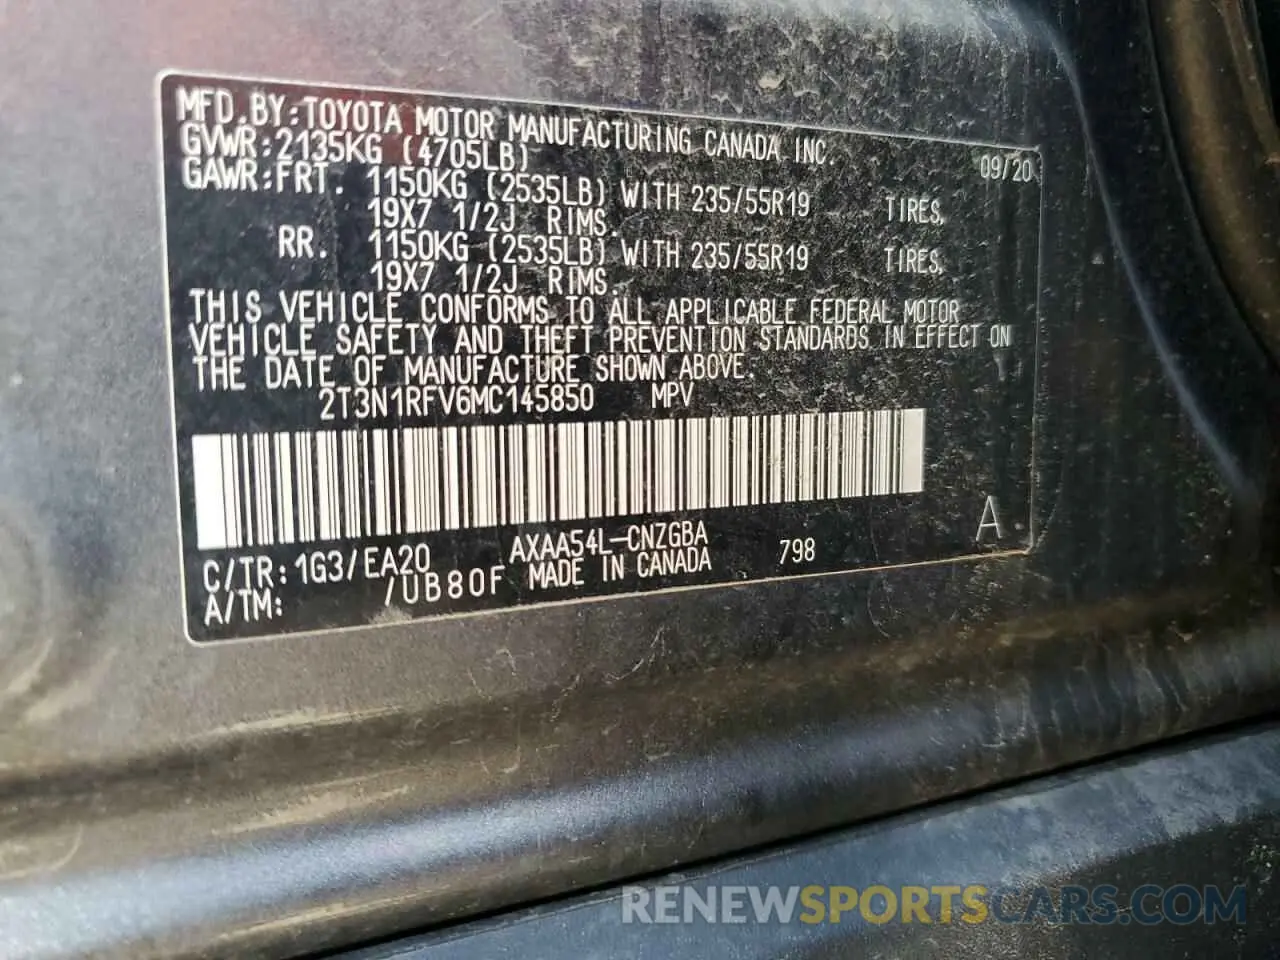 MFD.BY:TOYOTA MOTOR MANUFACTURING CANADA INC.
GVWR:2135KG (4705LB) 09/20
GAWR:FRT. 1150KG (2535LB) WITH 235/55R19 TIRES,
19X7 1/2J RIMS.
RR. 1150KG (2535LB) WITH 235/55R19 TIRES,
19X7 1/2J RIMS.
THIS VEHICLE CONFORMS TO ALL APPLICABLE FEDERAL MOTOR
VEHICLE SAFETY AND THEFT PREVENTION STANDARDS IN EFFECT ON
THE DATE OF MANUFACTURE SHOWN ABOVE.
2T3N1RFV6MC145850 MPV
A
C/TR:1G3/EA20 AXAA54L-CNZGBA
A/TM: /UB80F MADE IN CANADA 798
RENEWSPORTSCARS.COM